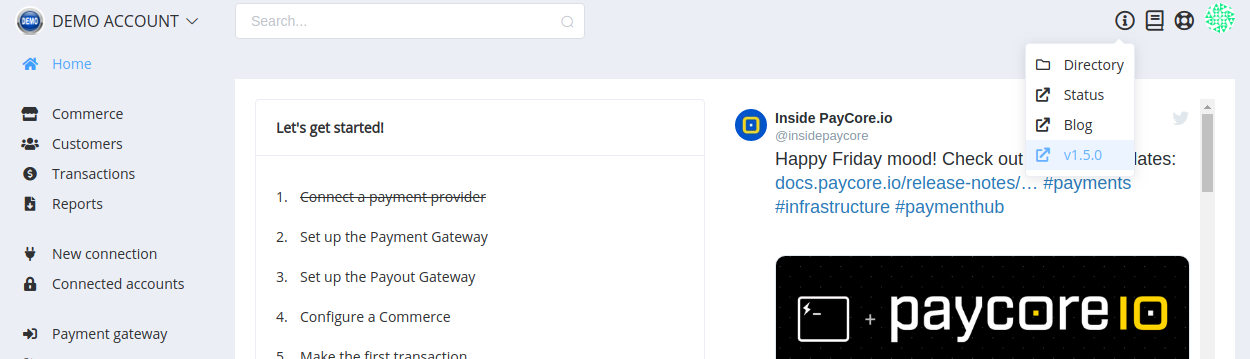 DEMO
DEMO ACCOUNT
Search...
Home
Commerce
Customers
Transactions
Reports
New connection
Connected accounts
Payment gateway
Let's get started!
1. Connect a payment provider
2. Set up the Payment Gateway
3. Set up the Payout Gateway
4. Configure a Commerce
5. Make the first transaction
Directory
Status
Blog
v1.5.0
Inside PayCore.io
@insidepaycore
Happy Friday mood! Check out lates:
docs.paycore.io/release-notes/… #payments
#infrastructure #paymenthub
+ paycore io